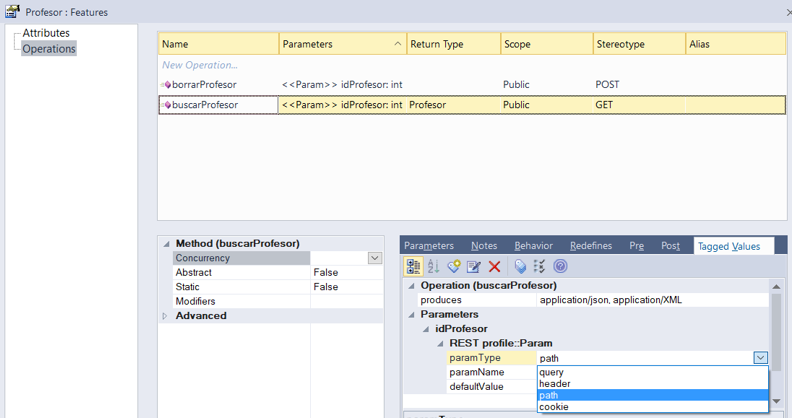 Profesor : Features
Attributes
Operations
Name Parameters Return Type Scope Stereotype Alias
New Operation...
borrarProfesor <<Param>> idProfesor: int Public POST
buscarProfesor <<Param>> idProfesor: int Profesor Public GET
Method (buscarProfesor)
Concurrency
Abstract False
Static False
Modifiers
Advanced
Parameters Notes Behavior Redefines Pre Post Tagged Values
Operation (buscarProfesor)
produces application/json, application/XML
Parameters
idProfesor
REST profile::Param
paramType path
paramName
defaultValue
query
header
path
cookie